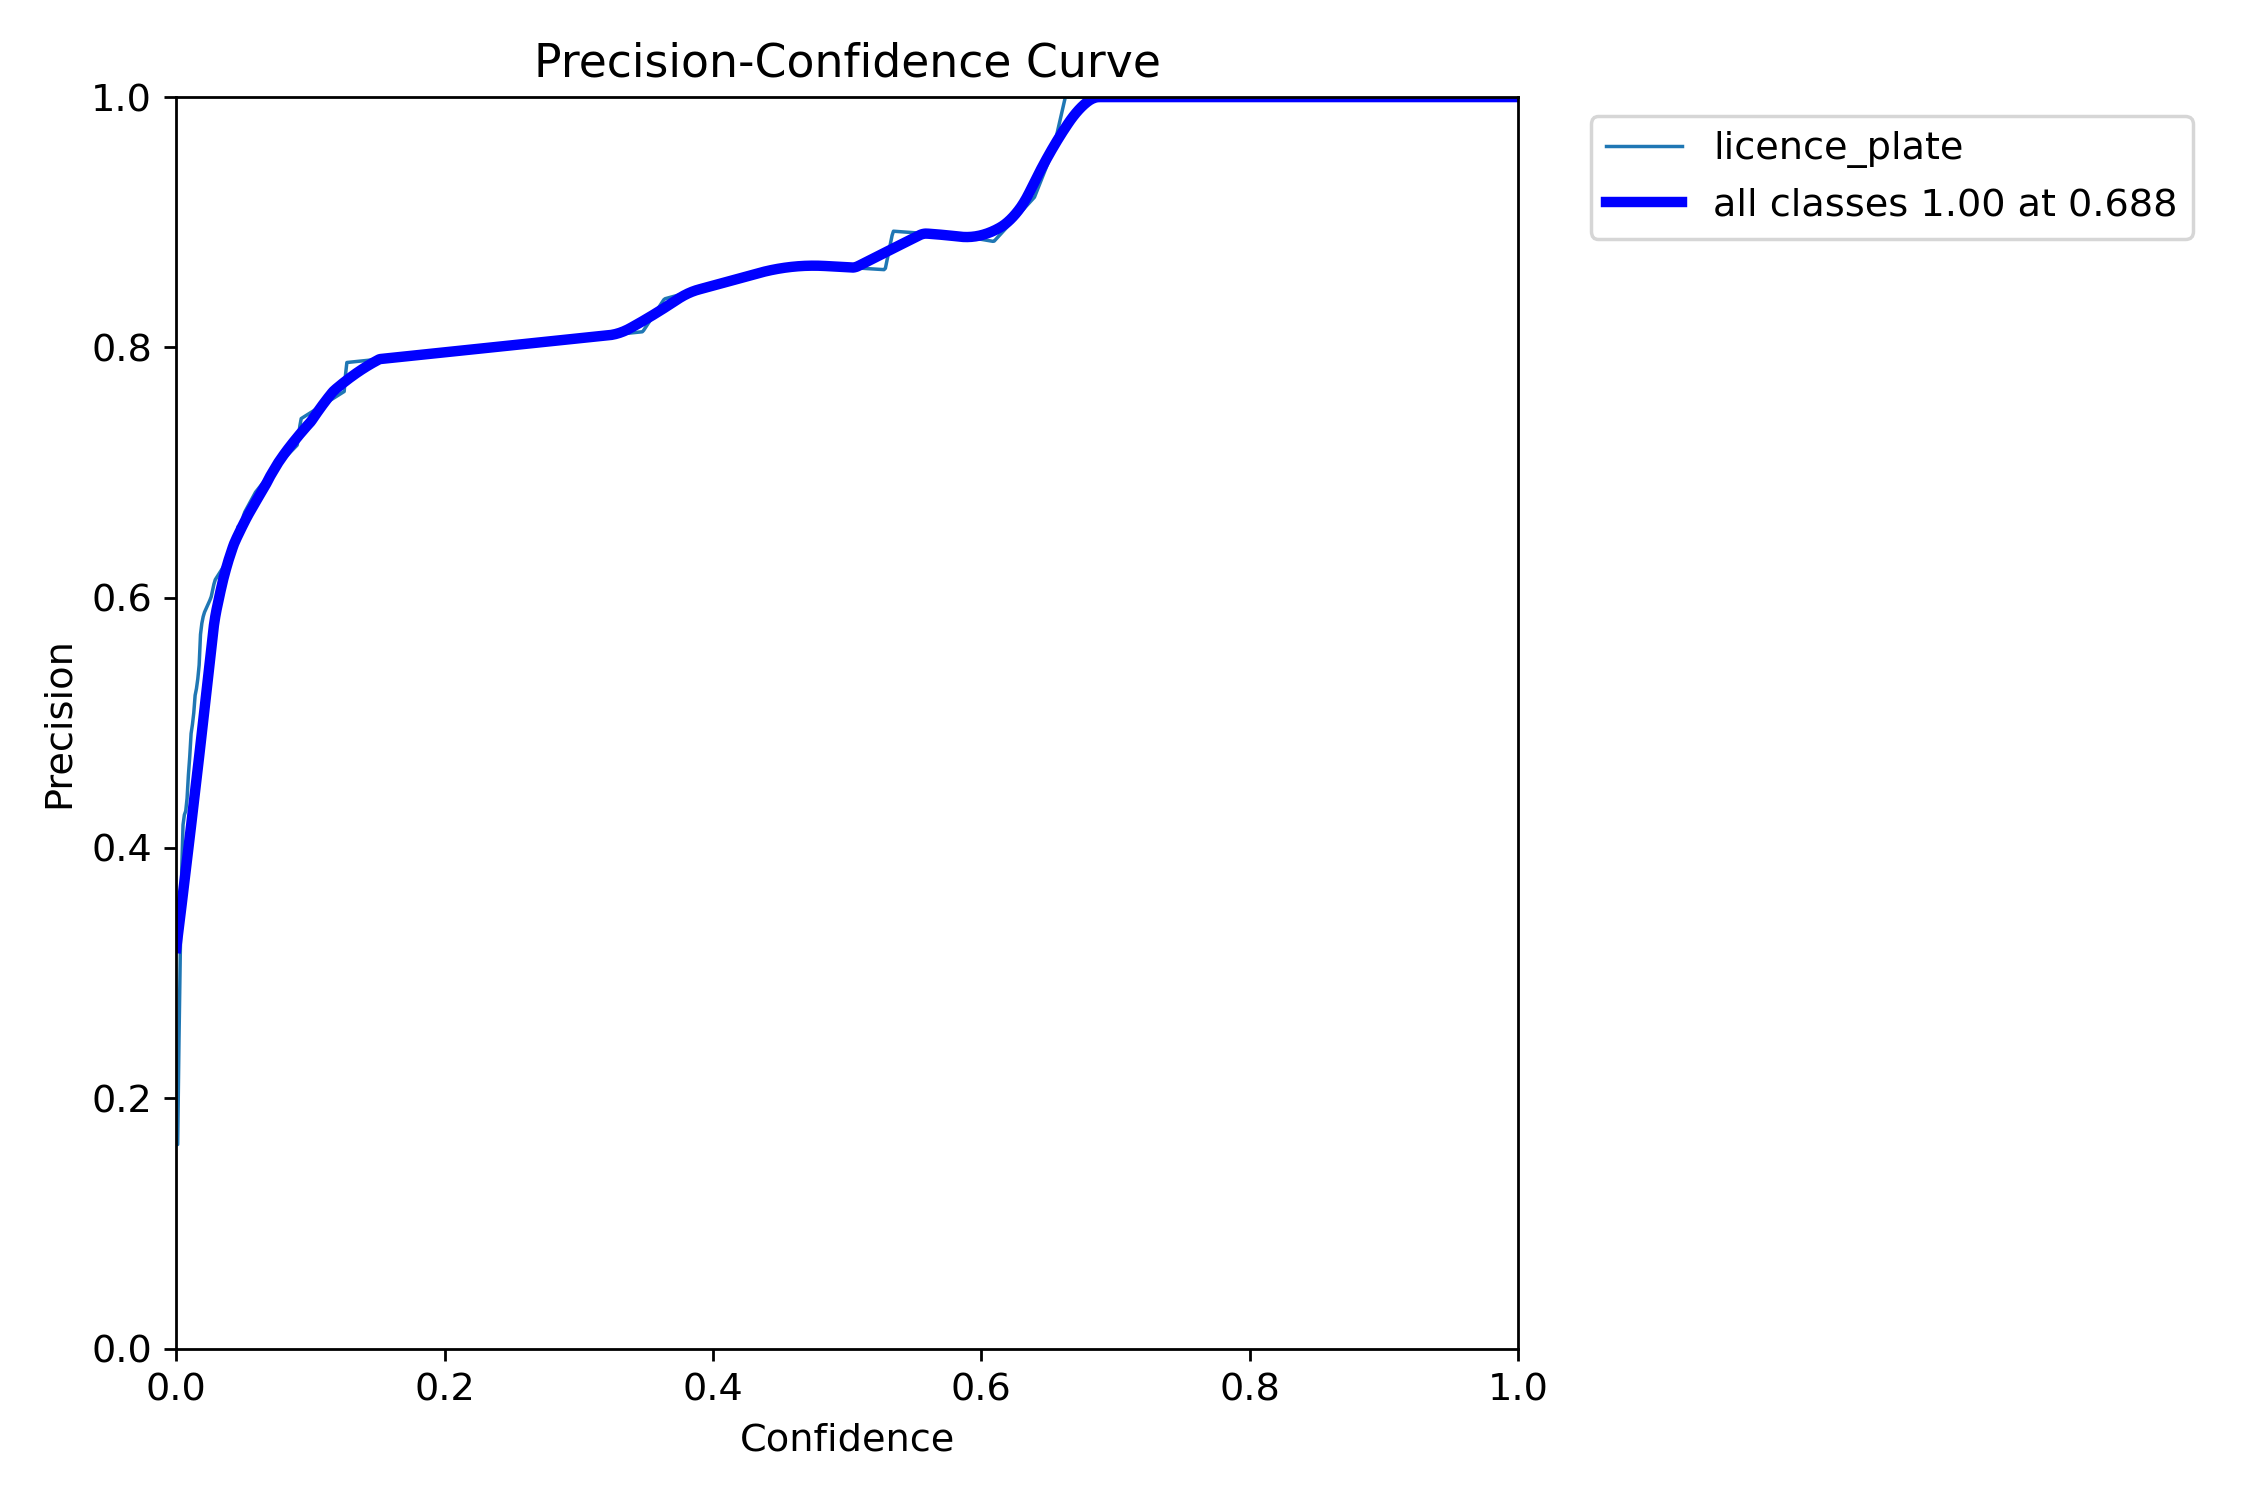 Precision-Confidence Curve
1.0
0.8
0.6
0.4
0.2
0.0
Precision
0.0 0.2 0.4 0.6 0.8 1.0
Confidence
licence_plate
all classes 1.00 at 0.688